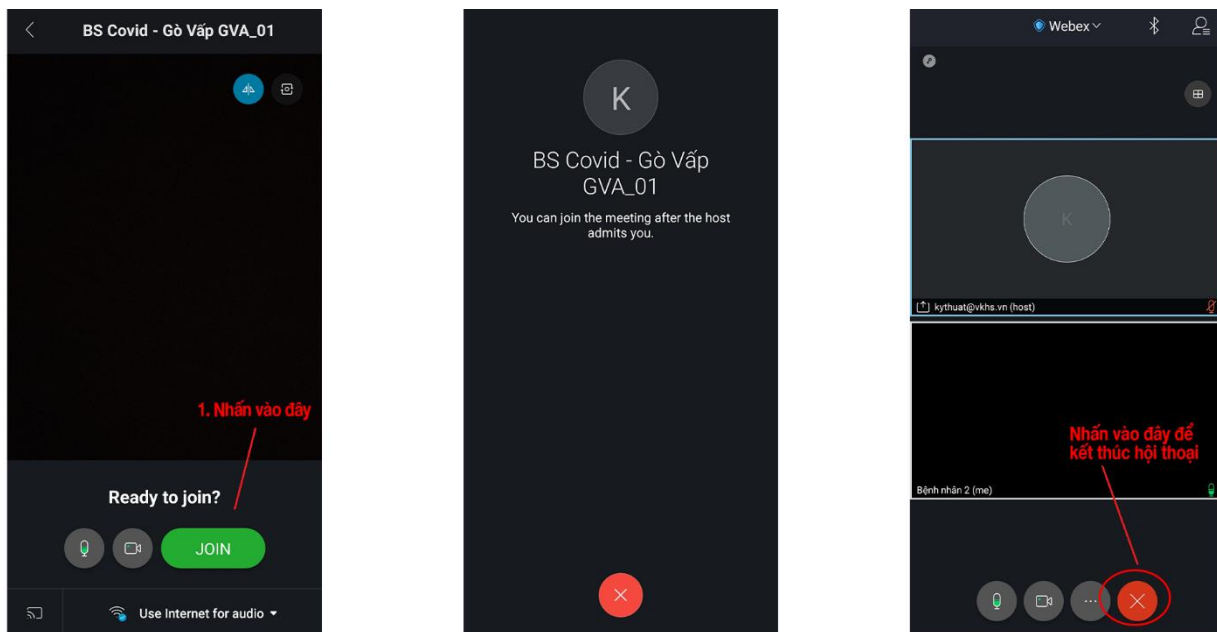 BS Covid - Gò Vấp GVA_01
1. Nhấn vào đây
Ready to join?
JOIN
Use Internet for audio
K
BS Covid - Gò Vấp
GVA_01
You can join the meeting after the host
admits you.
Webex
K
kythuat@vkhs.vn (host)
Nhấn vào đây để
kết thúc hội thoại
Bệnh nhân 2 (me)